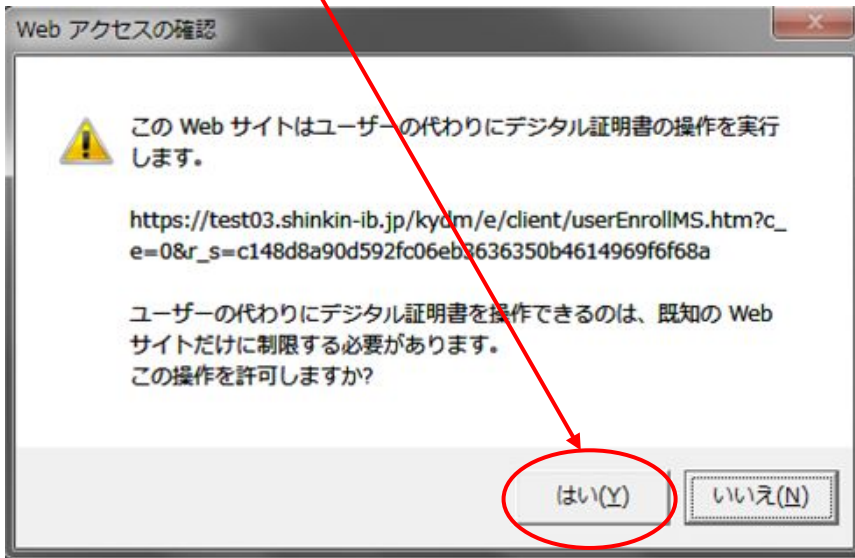 Web アクセスの確認
この Web サイトはユーザーの代わりにデジタル証明書の操作を実行
します。
https://test03.shinkin-ib.jp/kydm/e/client/userEnrollMS.htm?c_
e=0&r_s=c148d8a90d592fc06eb3636350b4614969f6f68a
ユーザーの代わりにデジタル証明書を操作できるのは、既知の Web
サイトだけに制限する必要があります。
この操作を許可しますか?
はい(Y)
いいえ(N)